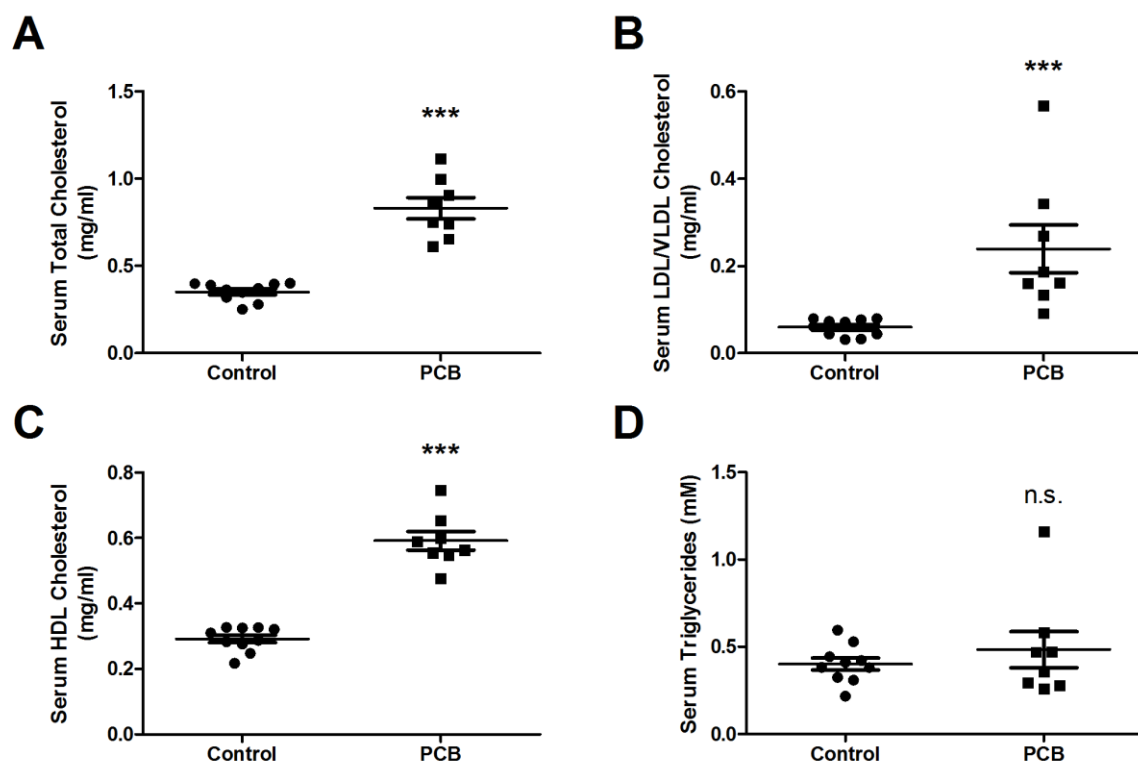 A
Serum Total Cholesterol
(mg/ml)
1.5
1.0
0.5
0.0
***
Control
PCB
B
Serum LDL/VLDL Cholesterol
(mg/ml)
0.6
0.4
0.2
0.0
***
Control
PCB
C
Serum HDL Cholesterol
(mg/ml)
0.8
0.6
0.4
0.2
0.0
***
Control
PCB
D
Serum Triglycerides (mM)
1.5
1.0
0.5
0.0
n.s.
Control
PCB